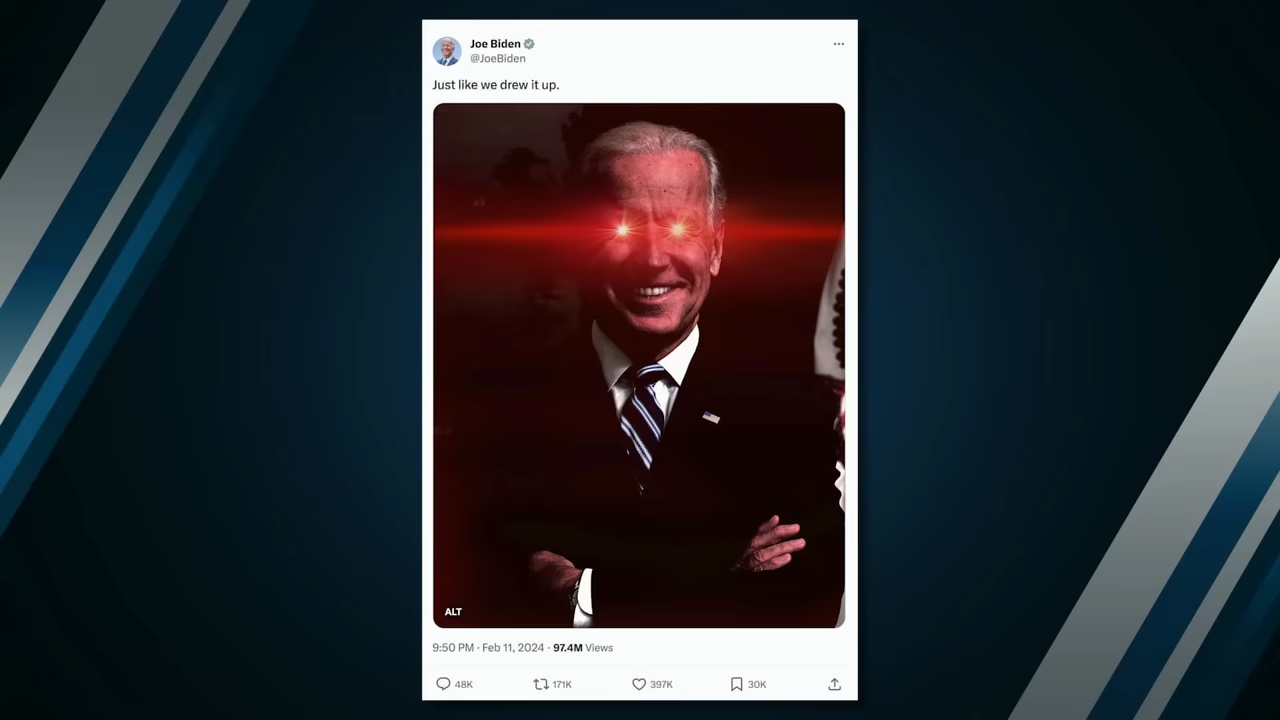 Joe Biden
@JoeBiden
Just like we drew it up.
ALT
9:50 PM · Feb 11, 2024 · 97.4M Views
48K 171K 397K 30K